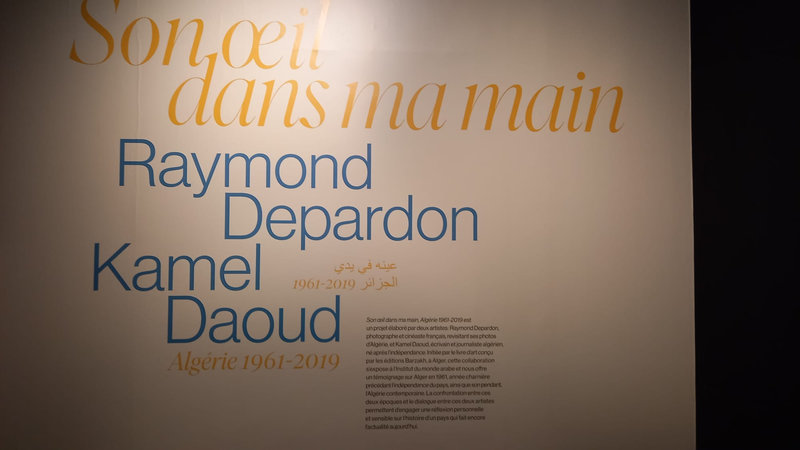 Son œil
dans ma main
Raymond
Depardon
Kamel
Daoud
عينه في يدي
الجزائر 1961-2019
Algérie 1961-2019
Son œil dans ma main, Algérie 1961-2019 est
un projet élaboré par deux artistes: Raymond Depardon,
photographe et cinéaste français, revisitant ses photos
d'Algérie, et Kamel Daoud, écrivain et journaliste algérien,
né après l'indépendance. Initiée par le livre d'art conçu
par les éditions Barzakh, à Alger, cette collaboration
s'expose à l'Institut du monde arabe et nous offre
un témoignage sur Alger en 1961, année charnière
précédant l'indépendance du pays, ainsi que son pendant,
l'Algérie contemporaine. La confrontation entre ces
deux époques et le dialogue entre ces deux artistes
permettent d'engager une réflexion personnelle
et sensible sur l'histoire d'un pays qui fait encore
l'actualité aujourd'hui.